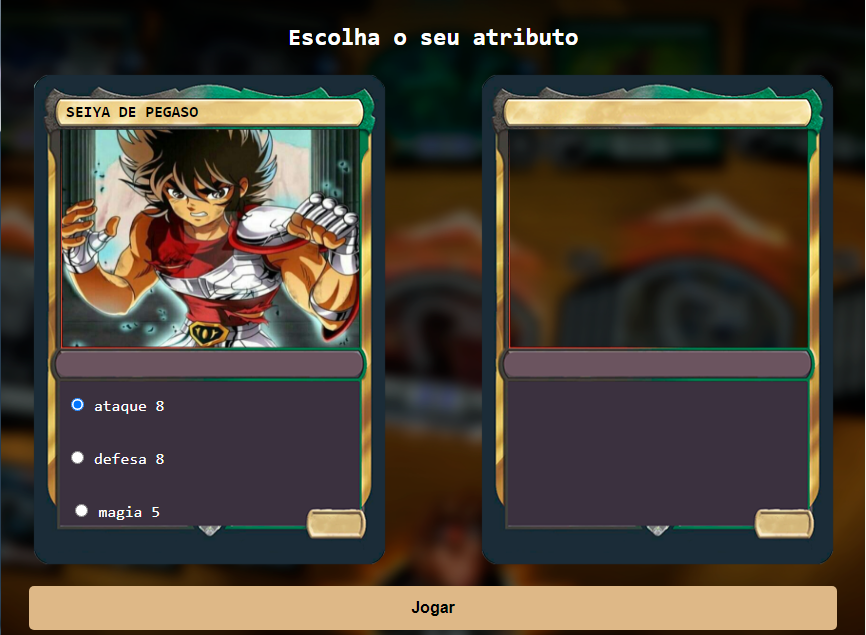 Escolha o seu atributo
SEIYA DE PEGASO
ataque 8
defesa 8
magia 5
Jogar